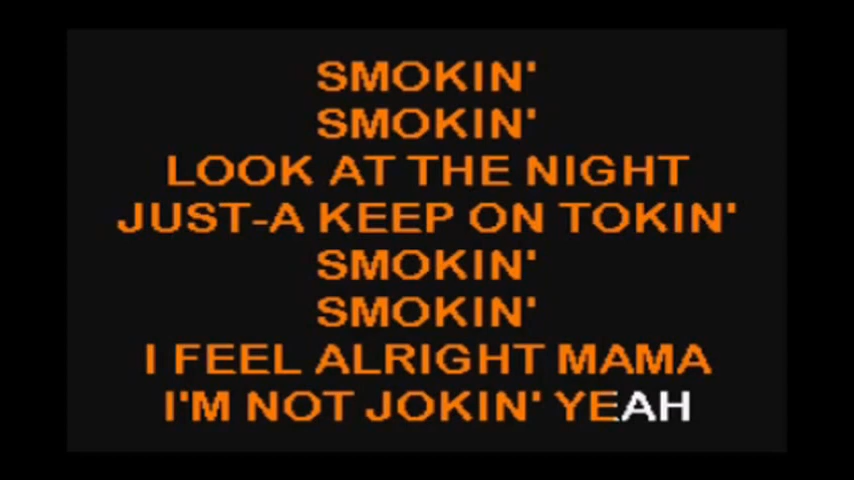 SMOKIN'
SMOKIN'
LOOK AT THE NIGHT
JUST-A KEEP ON TOKIN'
SMOKIN'
SMOKIN'
I FEEL ALRIGHT MAMA
I'M NOT JOKIN' YEAH